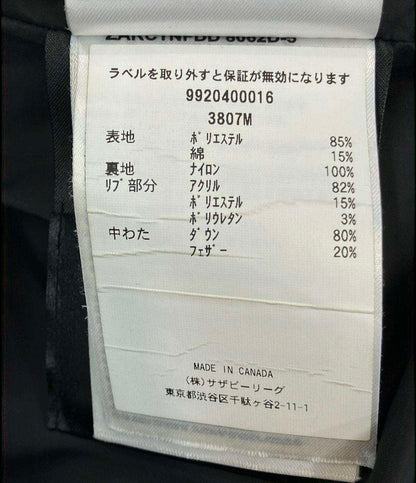 ラベルを取り外すと保証が無効になります
9920400016
3807M
表地 ﾎﾟﾘｴｽﾃﾙ 85%
綿 15%
裏地 ﾅｲﾛﾝ 100%
ﾘﾌﾞ部分 ｱｸﾘﾙ 82%
ﾎﾟﾘｴｽﾃﾙ 15%
ﾎﾟﾘｳﾚﾀﾝ 3%
中わた ﾀﾞｳﾝ 80%
ﾌｪｻﾞｰ 20%
MADE IN CANADA
(株)サザビーリーグ
東京都渋谷区千駄ヶ谷2-11-1